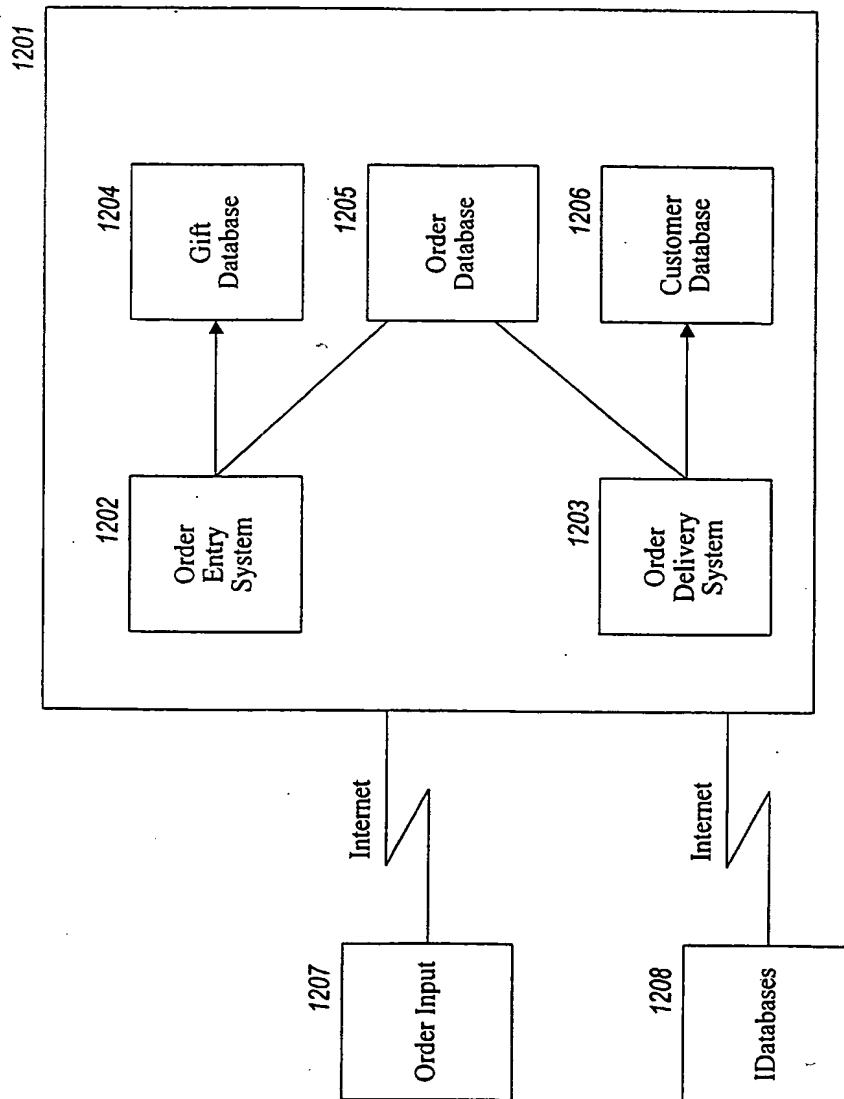 1201
1204
Gift
Database
1205
Order
Database
1206
Customer
Database
1202
Order
Entry
System
1203
Order
Delivery
System
Internet
Internet
1207
Order Input
1208
IDatabases